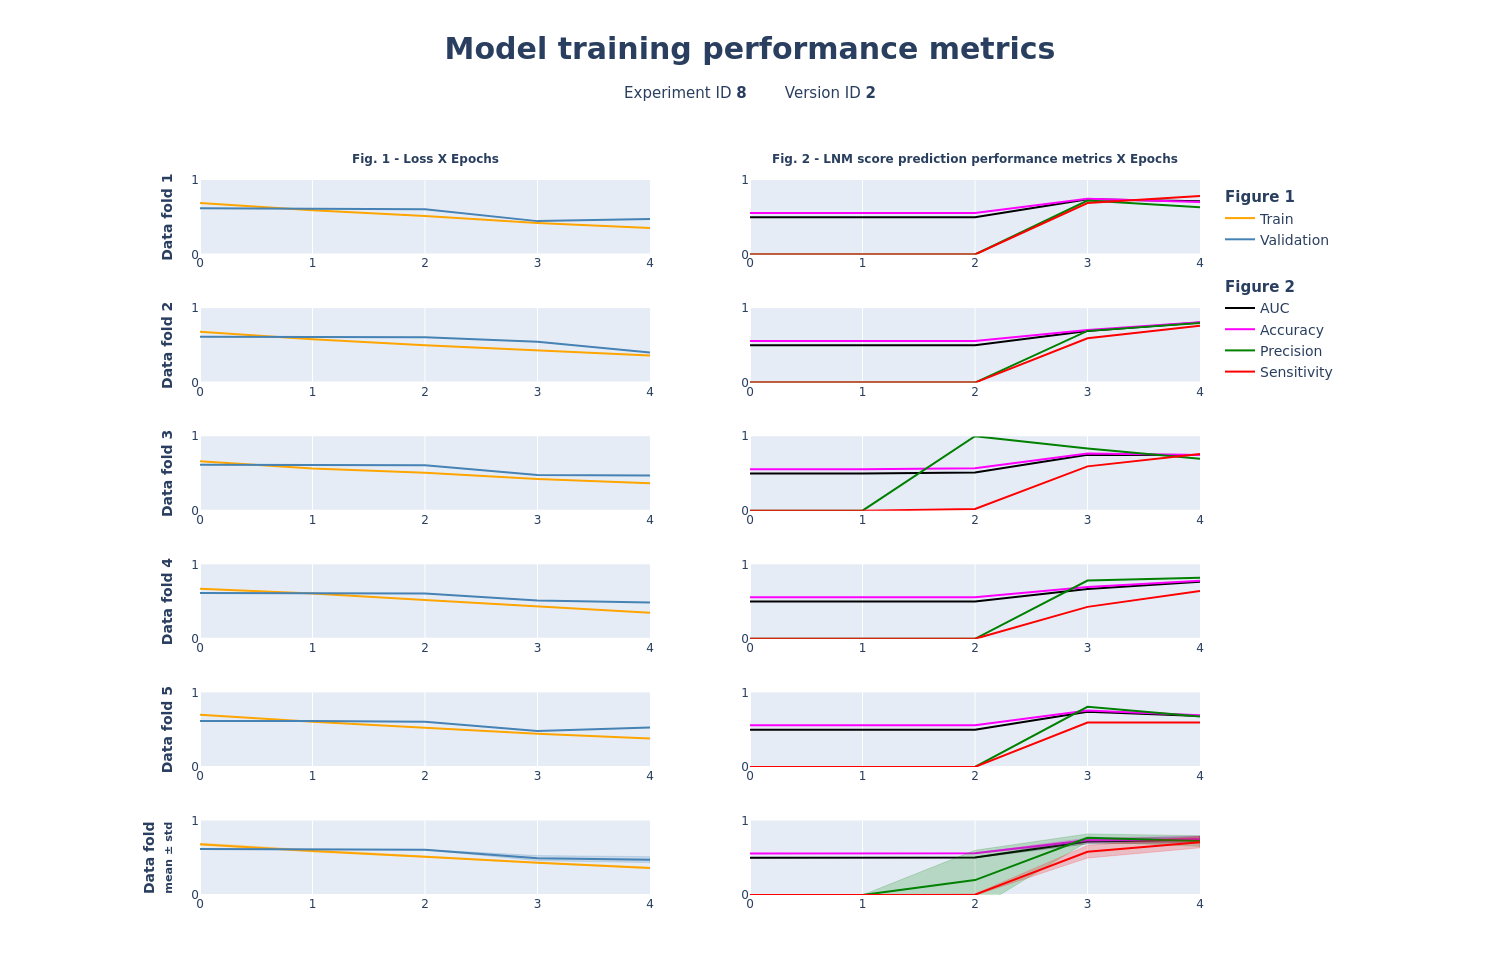 Model training performance metrics
Experiment ID 8 Version ID 2
Fig. 1 - Loss X Epochs
Fig. 2 - LNM score prediction performance metrics X Epochs
Data fold 1
1
0
0 1 2 3 4
1
0
0 1 2 3 4
Figure 1
Train
Validation
Figure 2
AUC
Accuracy
Precision
Sensitivity
Data fold 2
1
0
0 1 2 3 4
1
0
0 1 2 3 4
Data fold 3
1
0
0 1 2 3 4
1
0
0 1 2 3 4
Data fold 4
1
0
0 1 2 3 4
1
0
0 1 2 3 4
Data fold 5
1
0
0 1 2 3 4
1
0
0 1 2 3 4
Data fold
mean ± std
1
0
0 1 2 3 4
1
0
0 1 2 3 4